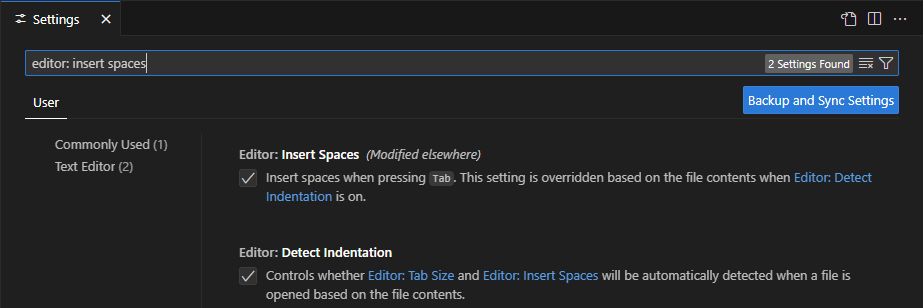 Settings
editor: insert spaces
2 Settings Found
User
Backup and Sync Settings
Commonly Used (1)
Text Editor (2)
Editor: Insert Spaces (Modified elsewhere)
Insert spaces when pressing Tab. This setting is overridden based on the file contents when Editor: Detect
Indentation is on.
Editor: Detect Indentation
Controls whether Editor: Tab Size and Editor: Insert Spaces will be automatically detected when a file is
opened based on the file contents.